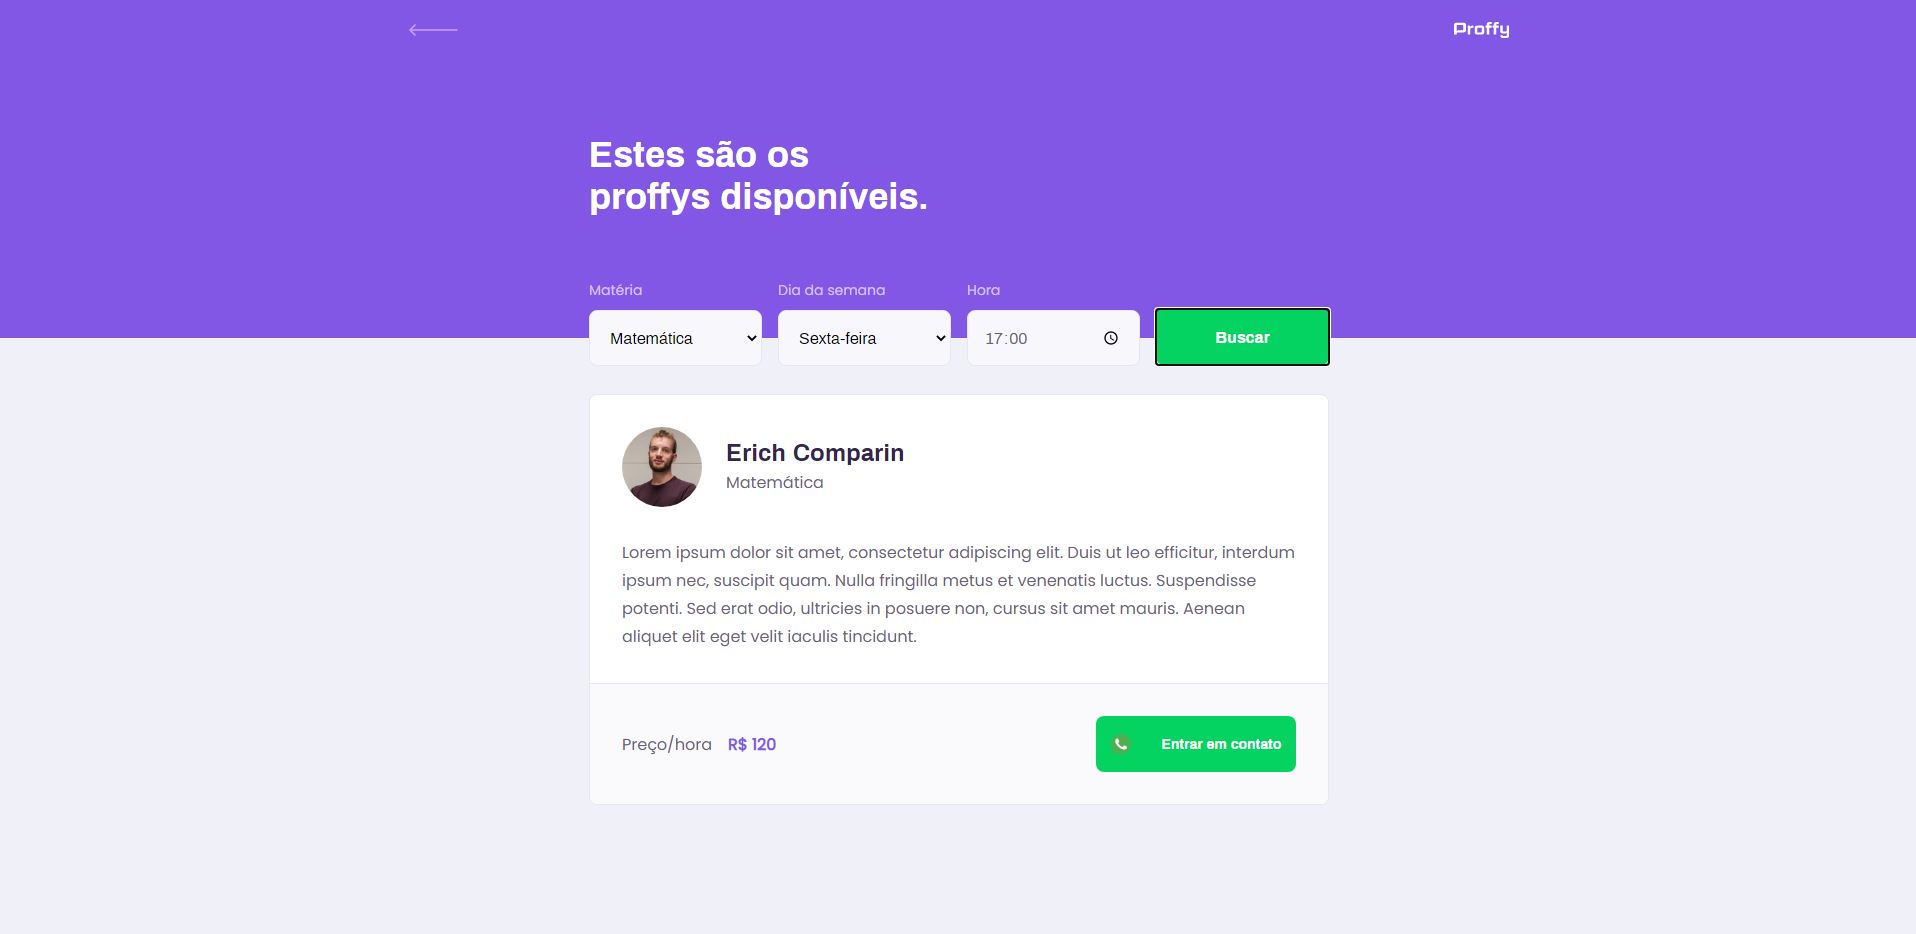 Proffy
Estes são os
proffys disponíveis.
Matéria
Dia da semana
Hora
Matemática
Sexta-feira
17:00
Buscar
Erich Comparin
Matemática
Lorem ipsum dolor sit amet, consectetur adipiscing elit. Duis ut leo efficitur, interdum
ipsum nec, suscipit quam. Nulla fringilla metus et venenatis luctus. Suspendisse
potenti. Sed erat odio, ultricies in posuere non, cursus sit amet mauris. Aenean
aliquet elit eget velit iaculis tincidunt.
Preço/hora R$ 120
Entrar em contato